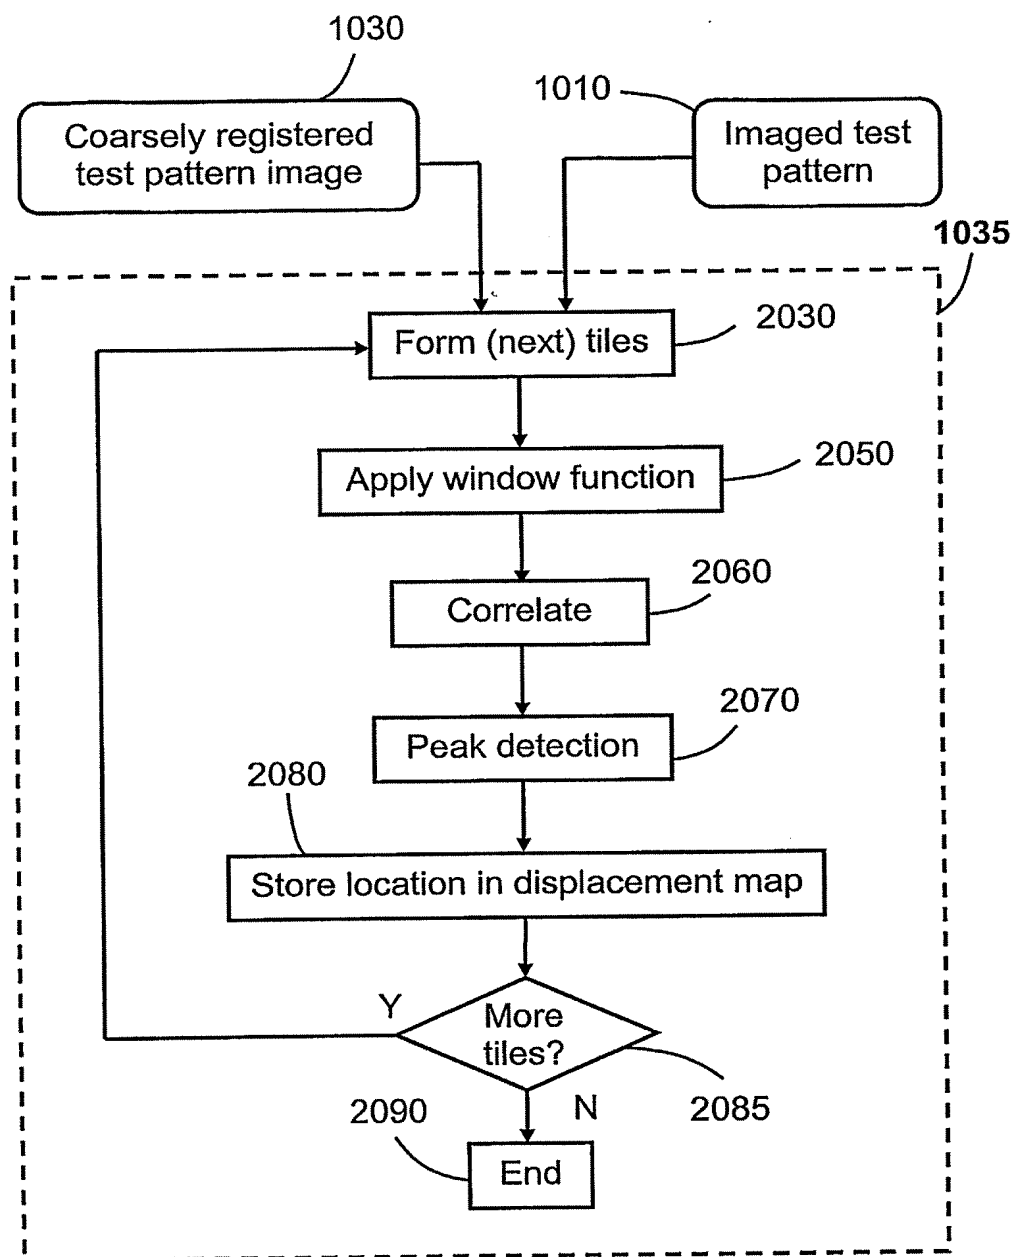 1030
1010
Coarsely registered
test pattern image
Imaged test
pattern
1035
Form (next) tiles
2030
Apply window function
2050
Correlate
2060
Peak detection
2070
2080
Store location in displacement map
Y
More
tiles?
2085
N
2090
End